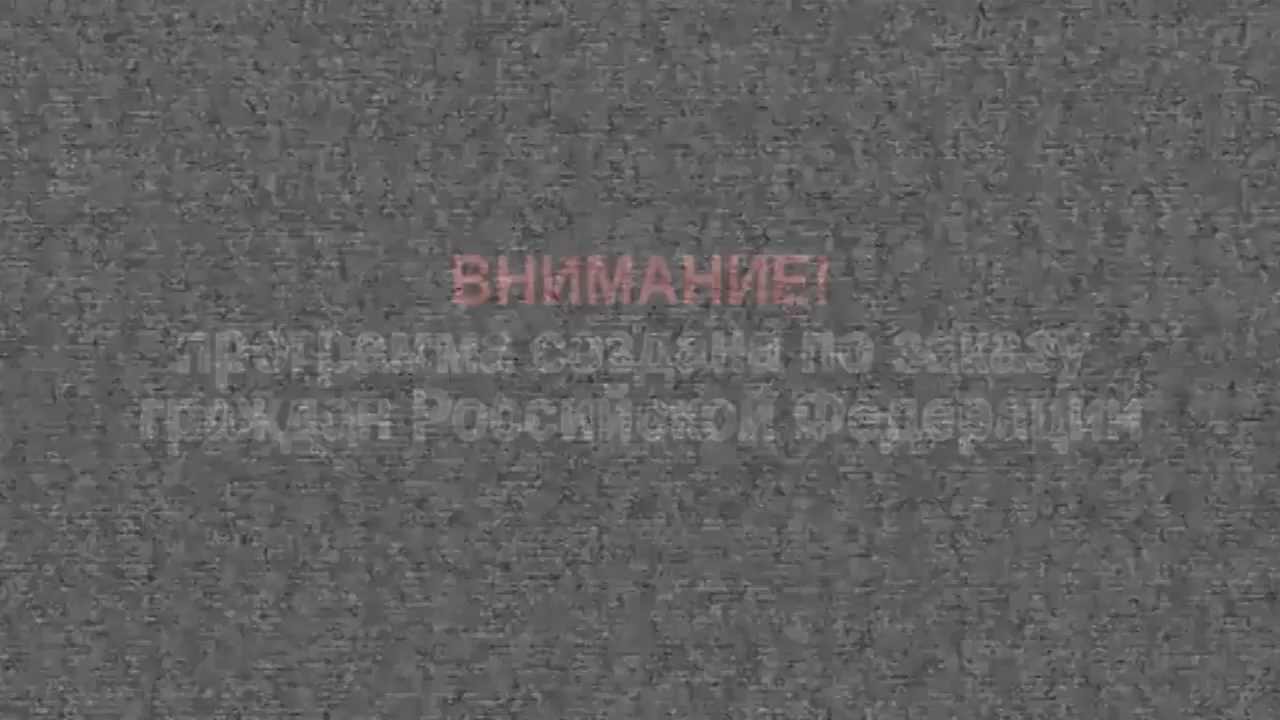 ВНИМАНИЕ!
программа создана по заказу
граждан Российской Федерации